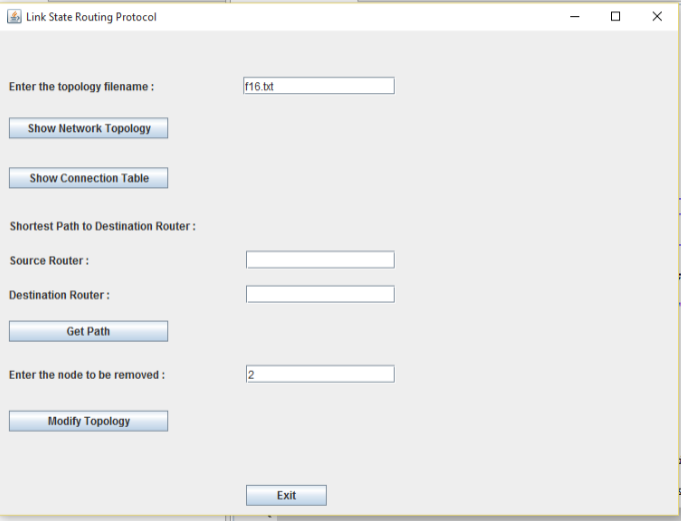 Link State Routing Protocol
Enter the topology filename :
f16.txt
Show Network Topology
Show Connection Table
Shortest Path to Destination Router :
Source Router :
Destination Router :
Get Path
Enter the node to be removed :
2
Modify Topology
Exit